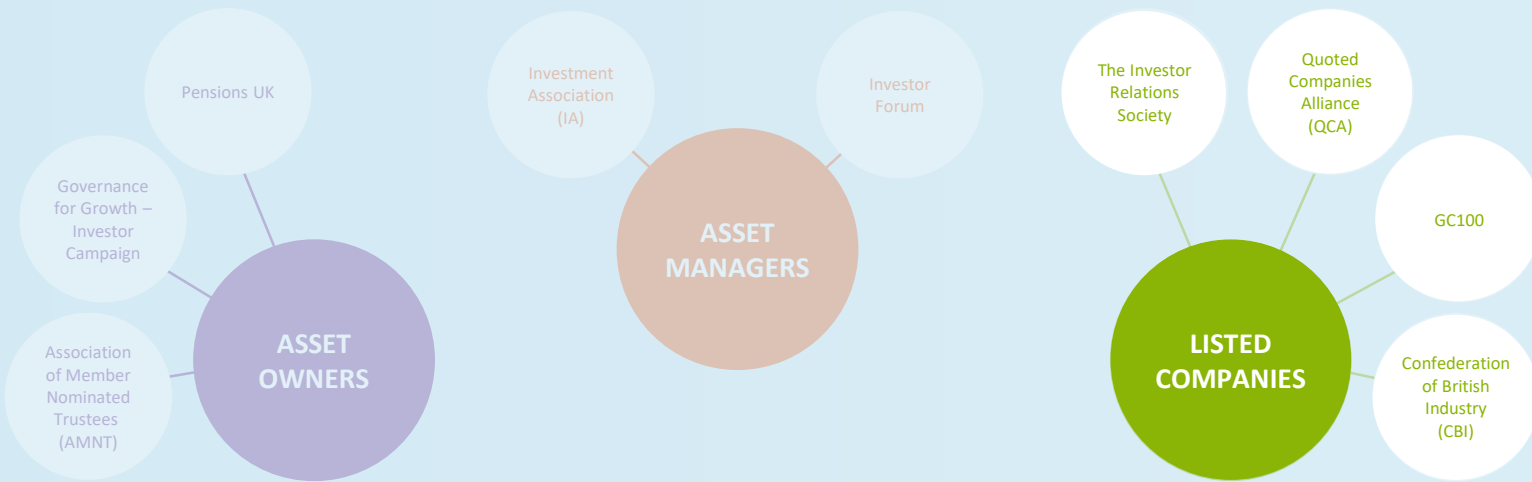 Pensions UK
Governance
for Growth –
Investor
Campaign
Association
of Member
Nominated
Trustees
(AMNT)
ASSET
OWNERS
Investment
Association
(IA)
Investor
Forum
ASSET
MANAGERS
The Investor
Relations
Society
Quoted
Companies
Alliance
(QCA)
GC100
Confederation
of British
Industry
(CBI)
LISTED
COMPANIES